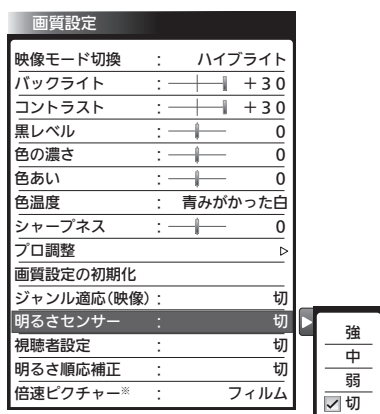 画質設定
映像モード切換 : ハイブライト
バックライト : +30
コントラスト : +30
黒レベル : 0
色の濃さ : 0
色あい : 0
色温度 : 青みがかった白
シャープネス : 0
プロ調整
画質設定の初期化
ジャンル適応(映像) : 切
明るさセンサー : 切
強
中
弱
切
視聴者設定 : 切
明るさ順応補正 : 切
倍速ピクチャー※ : フィルム